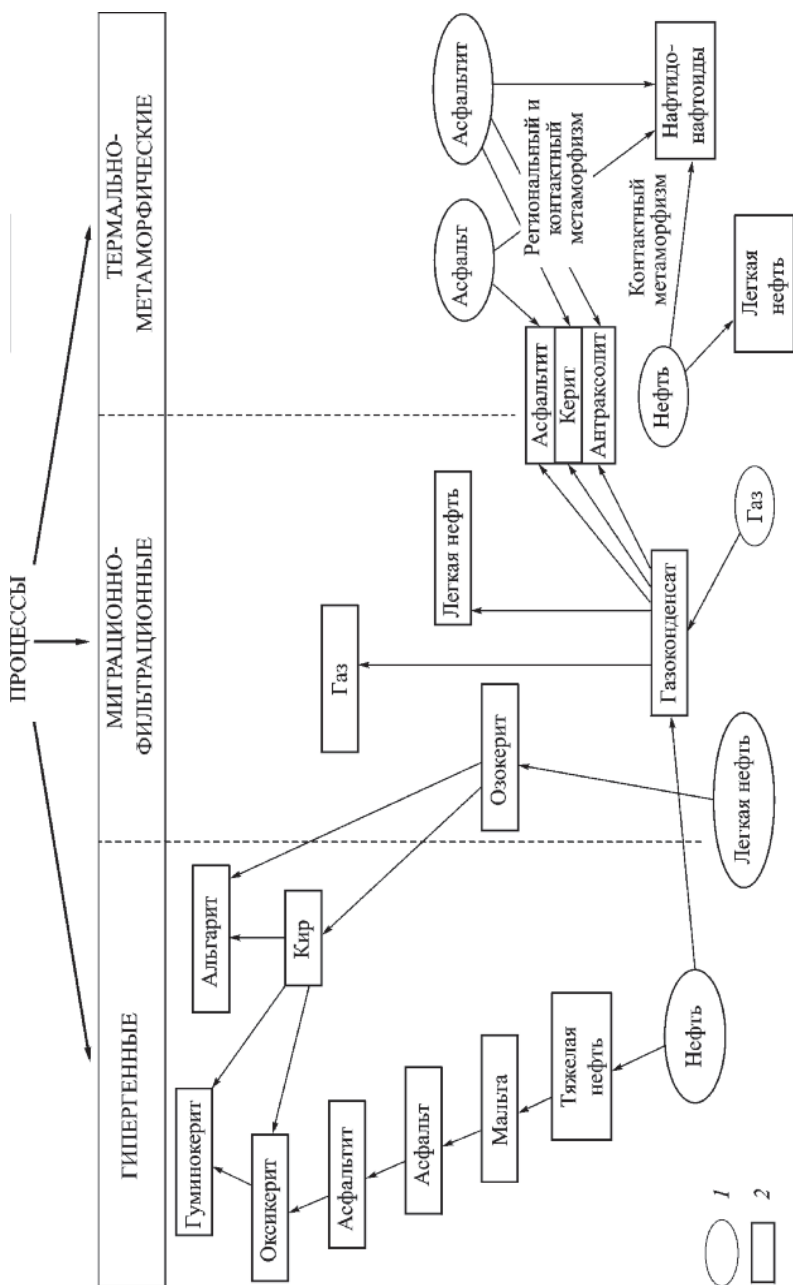 ПРОЦЕССЫ
ГИПЕРГЕННЫЕ
МИГРАЦИОННО-
ФИЛЬТРАЦИОННЫЕ
ТЕРМАЛЬНО-
МЕТАМОРФИЧЕСКИЕ
Гуминокерит
Альгарит
Кир
Оксикерит
Асфальтит
Асфальт
Мальта
Тяжелая
нефть
Нефть
Газ
Легкая нефть
Озокерит
Газоконденсат
Легкая нефть
Газ
Асфальт
Асфальтит
Региональный и
контактный
метаморфизм
Асфальтит
Керит
Антраксолит
Нефть
Контактный
метаморфизм
Нафтидо-
нафтоиды
Легкая
нефть
1
2